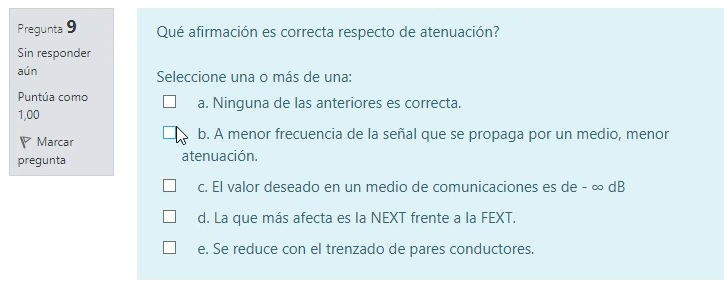 Pregunta 9
Sin responder
aún
Puntúa como
1,00
Marcar
pregunta
Qué afirmación es correcta respecto de atenuación?
Seleccione una o más de una:
a. Ninguna de las anteriores es correcta.
b. A menor frecuencia de la señal que se propaga por un medio, menor
atenuación.
c. El valor deseado en un medio de comunicaciones es de - ∞ dB
d. La que más afecta es la NEXT frente a la FEXT.
e. Se reduce con el trenzado de pares conductores.